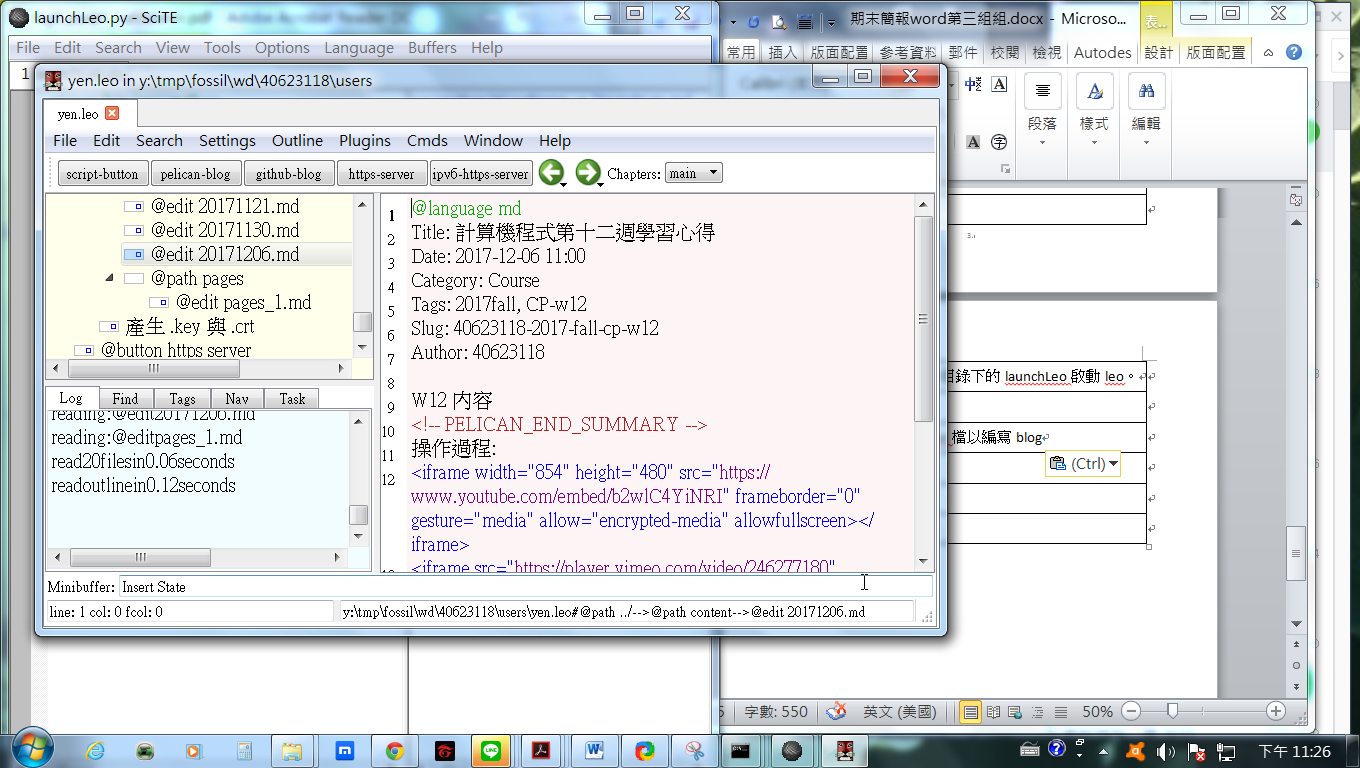 launchLeo.py - SciTE
File Edit Search View Tools Options Language Buffers Help
1
期末簡報word第三組組.docx - Microso...
表...
常用 插入 版面配置 參考資料 郵件 校閱 檢視 Autodes 設計 版面配置
段落 樣式 編輯
yen.leo in y:\tmp\fossil\wd\40623118\users
yen.leo
File Edit Search Settings Outline Plugins Cmds Window Help
script-button pelican-blog github-blog https-server ipv6-https-server Chapters: main
@edit 20171121.md
@edit 20171130.md
@edit 20171206.md
@path pages
@edit pages_1.md
產生 .key 與 .crt
@button https server
Log Find Tags Nav Task
reading:@edit20171206.md
reading:@editpages_1.md
read20filesin0.06seconds
readoutlinein0.12seconds
1 @language md
2 Title: 計算機程式第十二週學習心得
3 Date: 2017-12-06 11:00
4 Category: Course
5 Tags: 2017fall, CP-w12
6 Slug: 40623118-2017-fall-cp-w12
7 Author: 40623118
8
9 W12 內容
10 <!-- PELICAN_END_SUMMARY -->
11 操作過程:
12 <iframe width="854" height="480" src="https://
www.youtube.com/embed/b2wlC4YiNRI" frameborder="0"
gesture="media" allow="encrypted-media" allowfullscreen></
iframe>
<iframe src="https://player.vimeo.com/video/246277180"
Minibuffer: Insert State
line: 1 col: 0 fcol: 0
y:\tmp\fossil\wd\40623118\users\yen.leo#@path ../-->@path content-->@edit 20171206.md
目錄下的 launchLeo 啟動 leo。
檔以編寫 blog
(Ctrl)
字數: 550 英文 (美國) 50%
下午 11:26